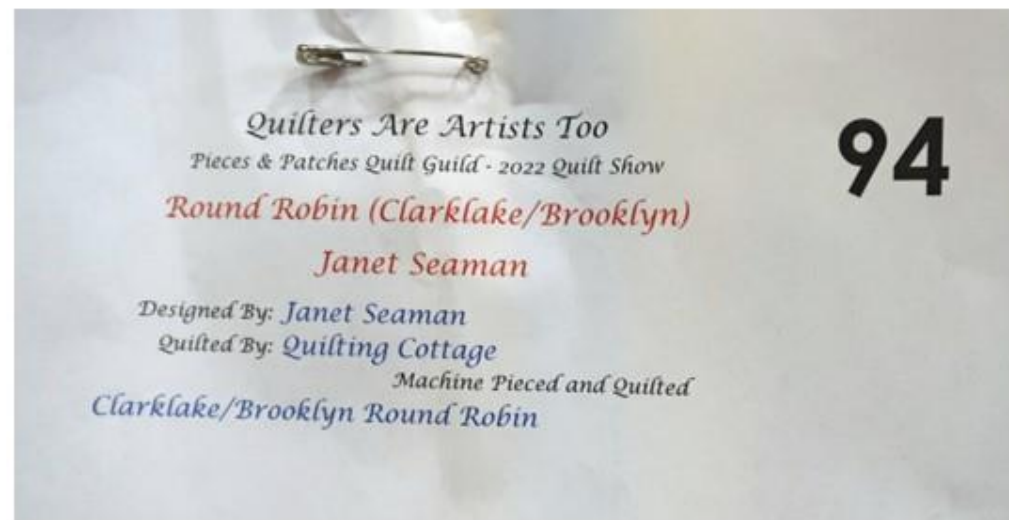 Quilters Are Artists Too
Pieces & Patches Quilt Guild - 2022 Quilt Show
94
Round Robin (Clarklake/Brooklyn)
Janet Seaman
Designed By: Janet Seaman
Quilted By: Quilting Cottage
Machine Pieced and Quilted
Clarklake/Brooklyn Round Robin